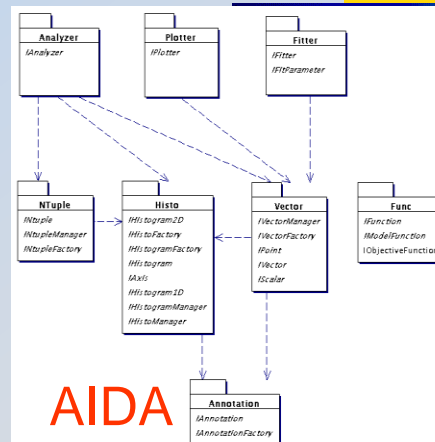 Analyzer
IAnalyzer
Plotter
IPlotter
Fitter
IFitter
IFitParameter
NTuple
INtuple
INtupleManager
INtupleFactory
Histo
IHistogram2D
IHistoFactory
IHistogramFactory
IHistogram
IAxis
IHistogram1D
IHistogramManager
IHistoManager
Vector
IVectorManager
IVectorFactory
IPoint
IVector
IScalar
Func
IFunction
IModelFunction
IObjectiveFunction
AIDA
Annotation
IAnnotation
IAnnotationFactory